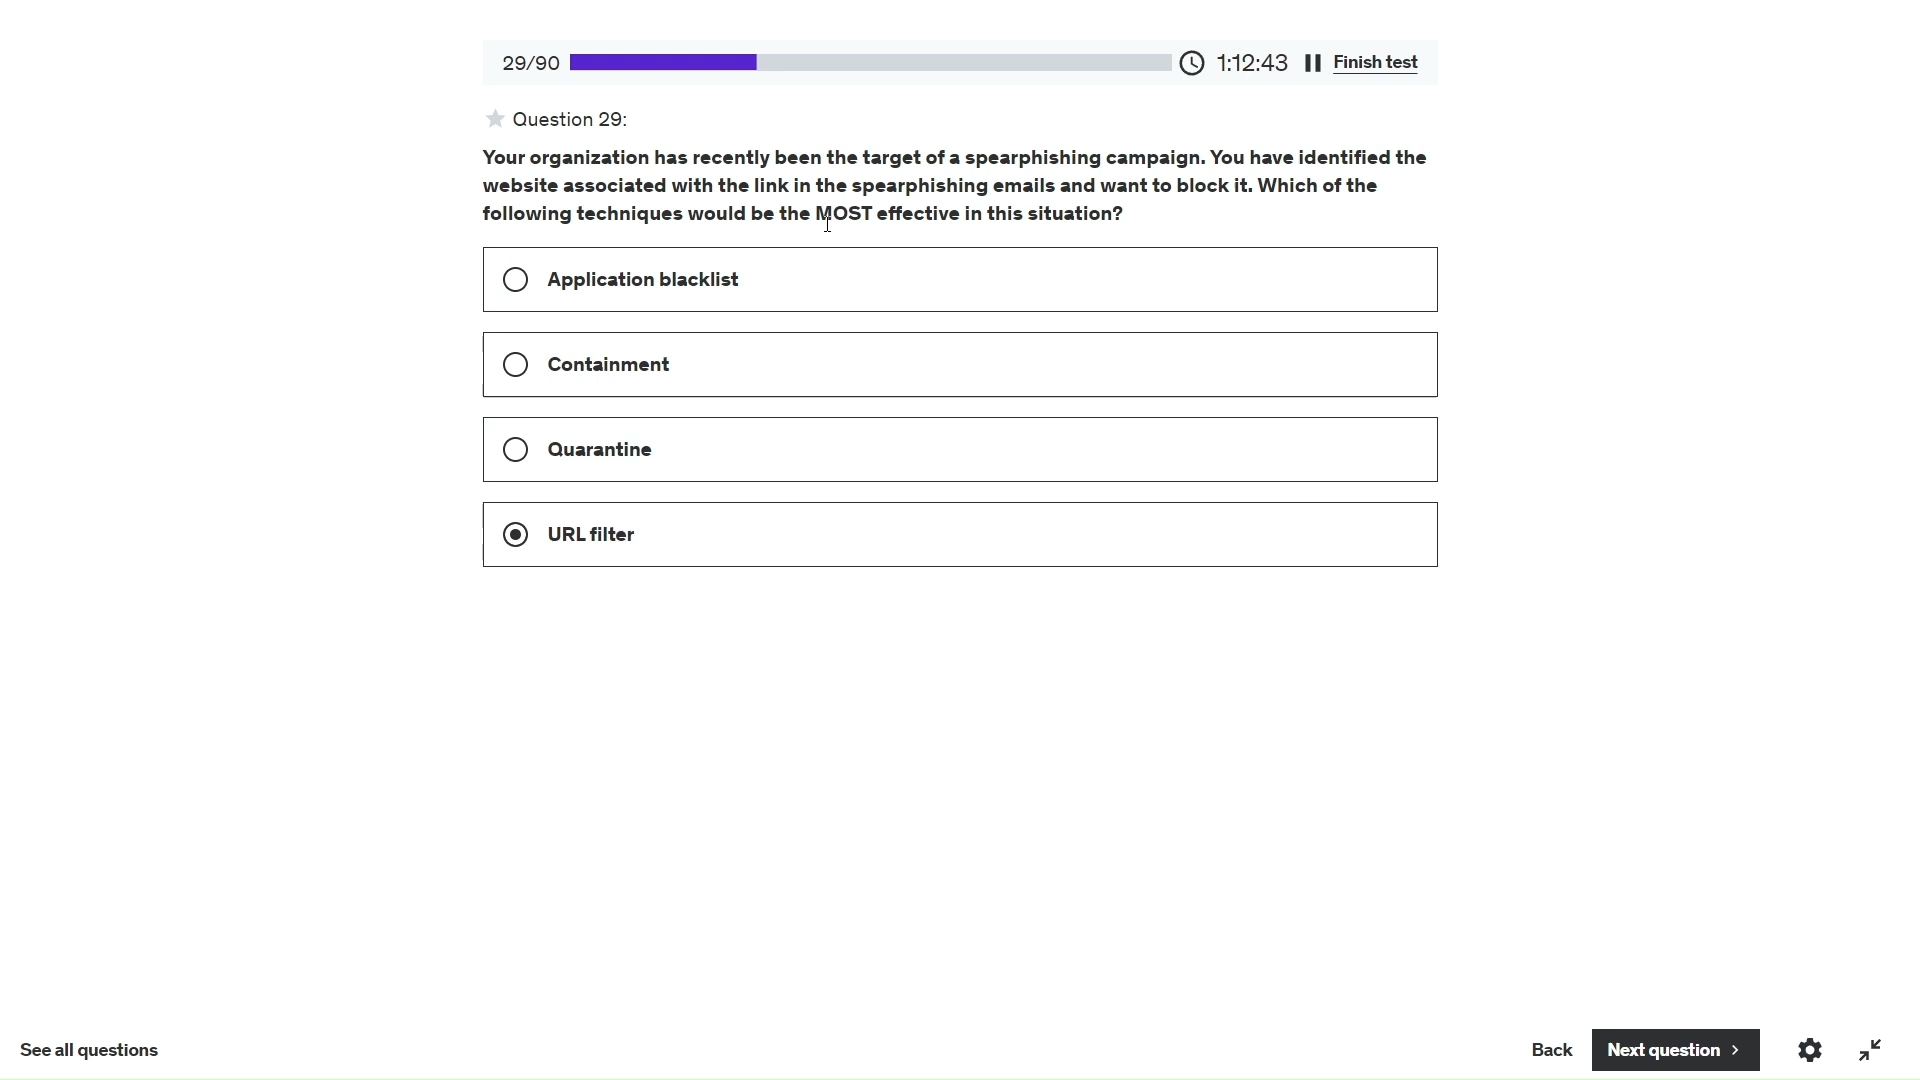 29/90
1:12:43
Finish test
Question 29:
Your organization has recently been the target of a spearphishing campaign. You have identified the
website associated with the link in the spearphishing emails and want to block it. Which of the
following techniques would be the MOST effective in this situation?
Application blacklist
Containment
Quarantine
URL filter
See all questions
Back
Next question